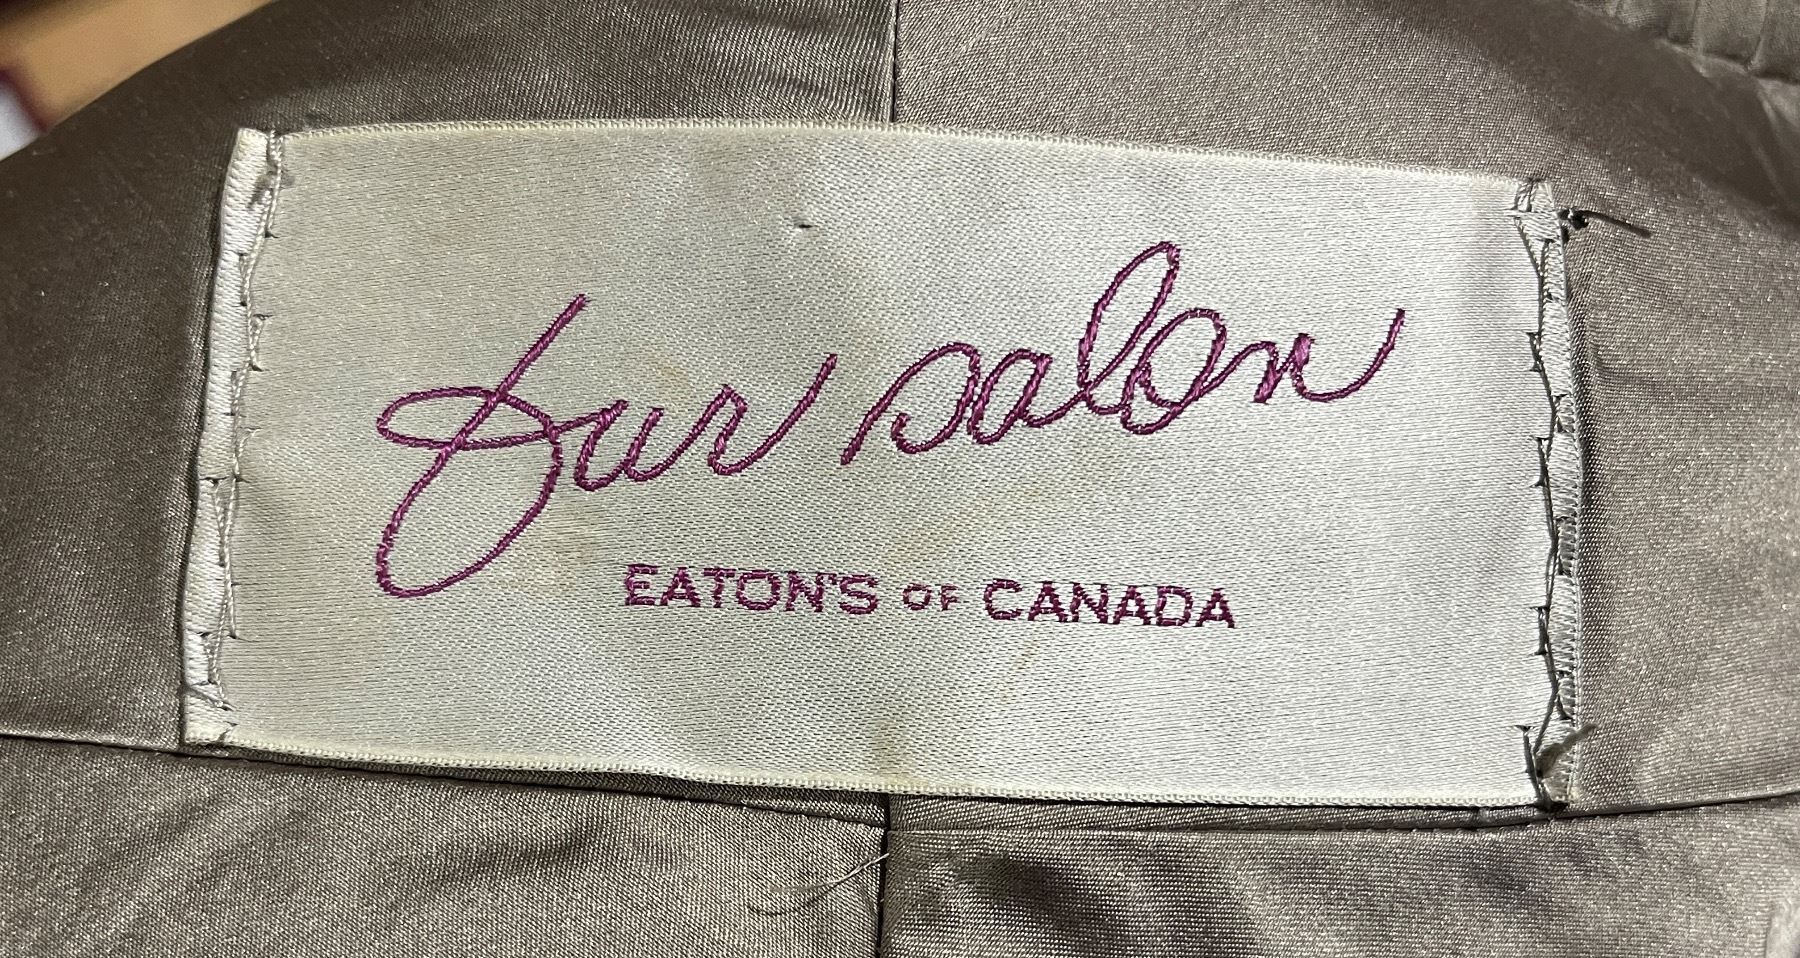 fur salon
EATON'S OF CANADA